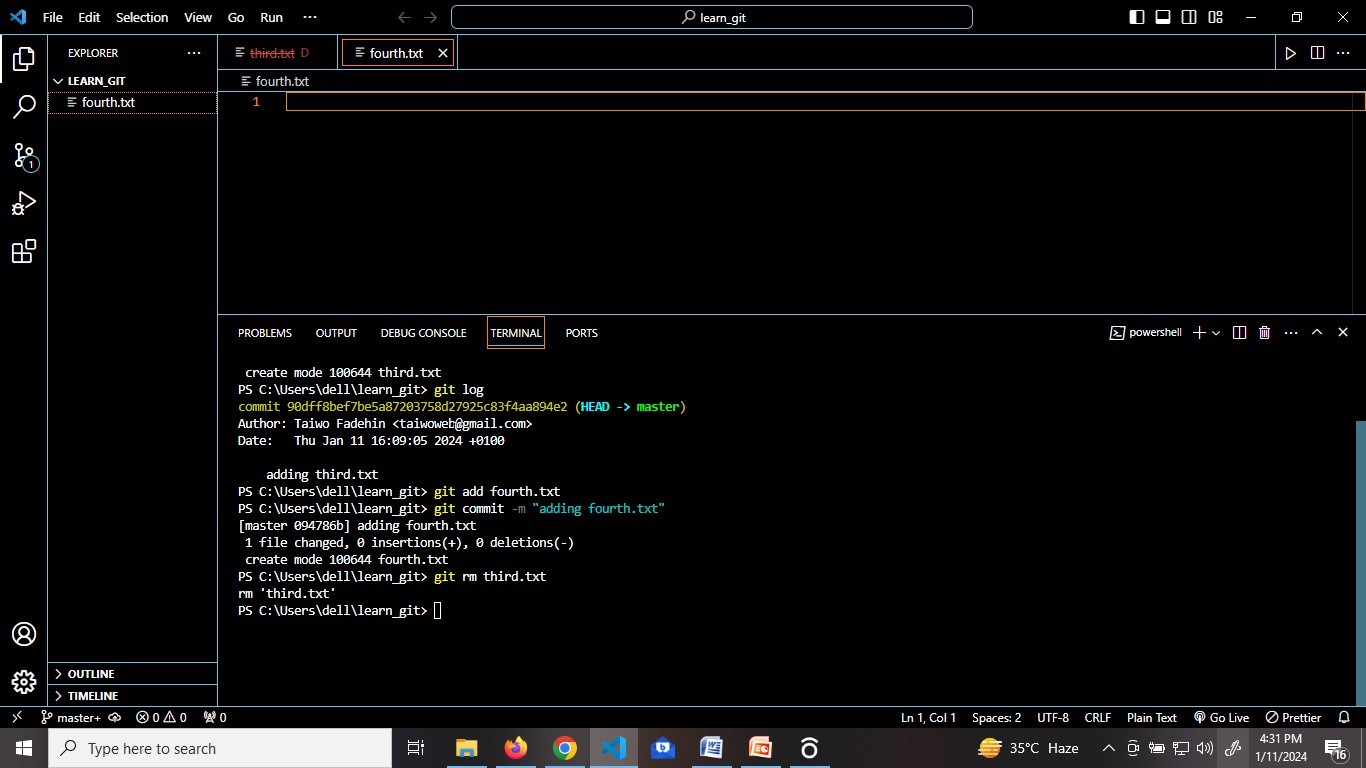 File Edit Selection View Go Run ··· learn_git
EXPLORER ··· third.txt D fourth.txt
LEARN_GIT fourth.txt
fourth.txt 1
1
PROBLEMS OUTPUT DEBUG CONSOLE TERMINAL PORTS powershell
create mode 100644 third.txt
PS C:\Users\dell\learn_git> git log
commit 90dff8bef7be5a87203758d27925c83f4aa894e2 (HEAD -> master)
Author: Taiwo Fadehin <taiwoweb@gmail.com>
Date:   Thu Jan 11 16:09:05 2024 +0100
adding third.txt
PS C:\Users\dell\learn_git> git add fourth.txt
PS C:\Users\dell\learn_git> git commit -m "adding fourth.txt"
[master 094786b] adding fourth.txt
1 file changed, 0 insertions(+), 0 deletions(-)
create mode 100644 fourth.txt
PS C:\Users\dell\learn_git> git rm third.txt
rm 'third.txt'
PS C:\Users\dell\learn_git>
OUTLINE
TIMELINE
master+ 0 0 0 Ln 1, Col 1 Spaces: 2 UTF-8 CRLF Plain Text Go Live Prettier
Type here to search 35°C Haze 4:31 PM
1/11/2024 16